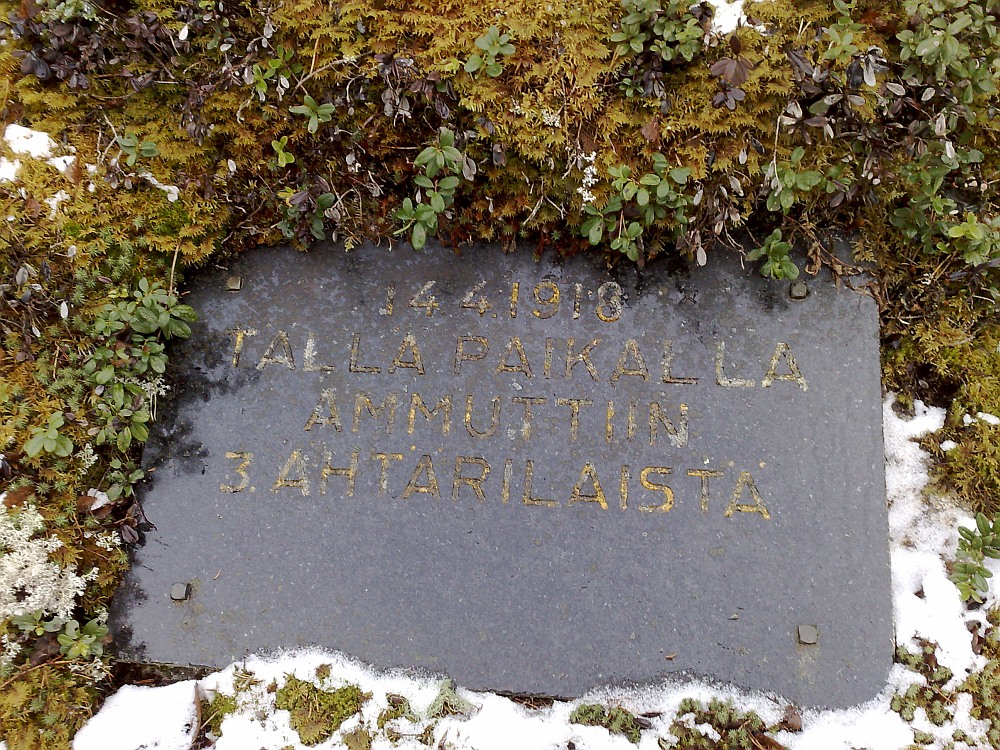 14.4.1918
TÄLLÄ PAIKALLA
AMMUTTIIN
3 ÄHTÄRILÄISTÄ